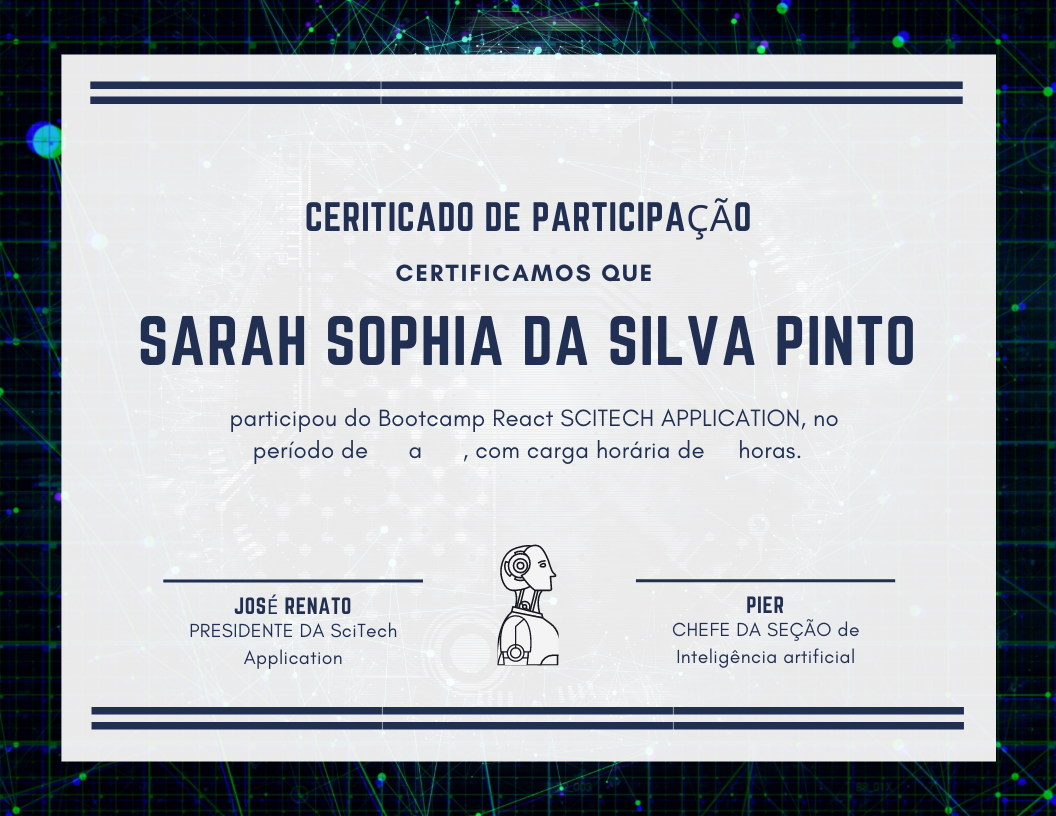 CERITICADO DE PARTICIPAÇÃO
CERTIFICAMOS QUE
SARAH SOPHIA DA SILVA PINTO
participou do Bootcamp React SCITECH APPLICATION, no
período de a , com carga horária de horas.
JOSÉ RENATO
PRESIDENTE DA SciTech
Application
PIER
CHEFE DA SEÇÃO de
Inteligência artificial